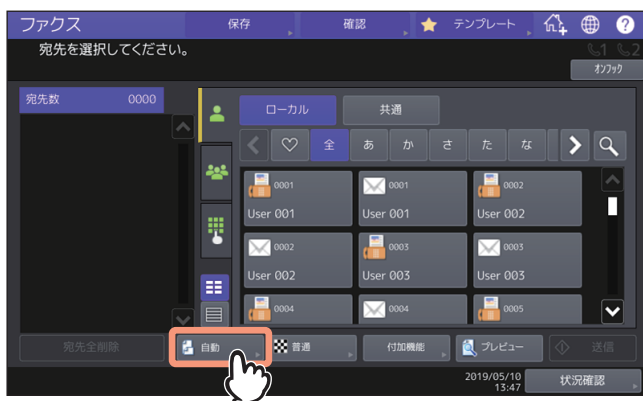 ファクス
保存
確認
テンプレート
?
宛先を選択してください。
1 2
ｵﾝﾌｯｸ
宛先数 0000
ローカル
共通
全 あ か さ た な
0001
User 001
0001
User 001
0002
User 002
0002
User 002
0003
User 003
0003
User 003
0004
0004
0005
宛先全削除
自動
普通
付加機能
プレビュー
送信
2019/05/10
13:47
状況確認